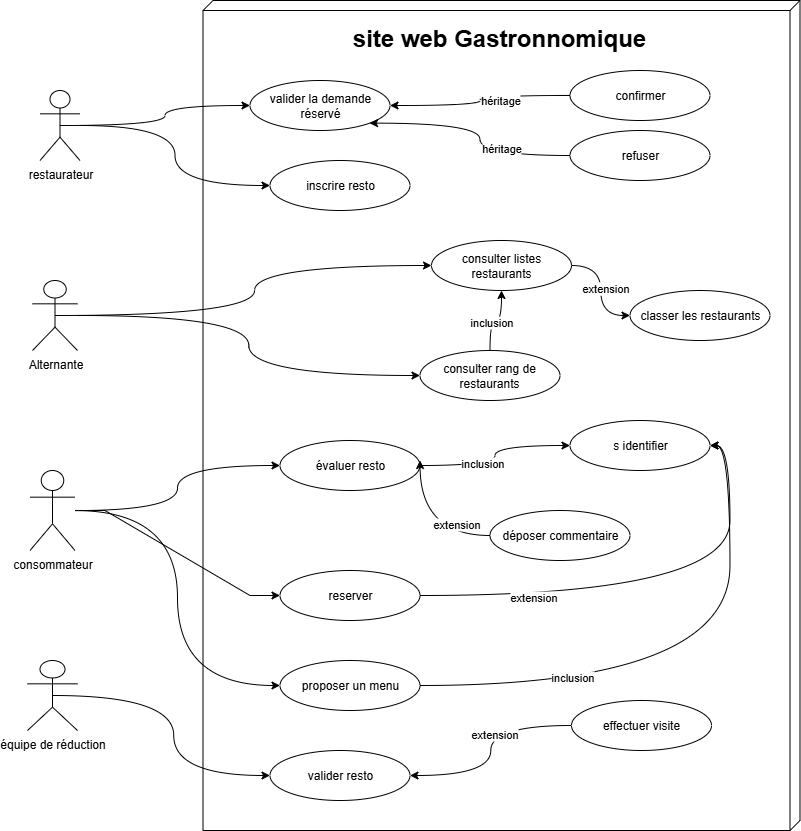 site web Gastronnomique
valider la demande
réservé
héritage
confirmer
héritage
refuser
restaurateur
inscrire resto
consulter listes
restaurants
extension
classer les restaurants
inclusion
Alternante
consulter rang de
restaurants
évaluer resto
inclusion
s identifier
extension
déposer commentaire
consommateur
reserver
extension
proposer un menu
inclusion
équipe de réduction
effectuer visite
extension
valider resto